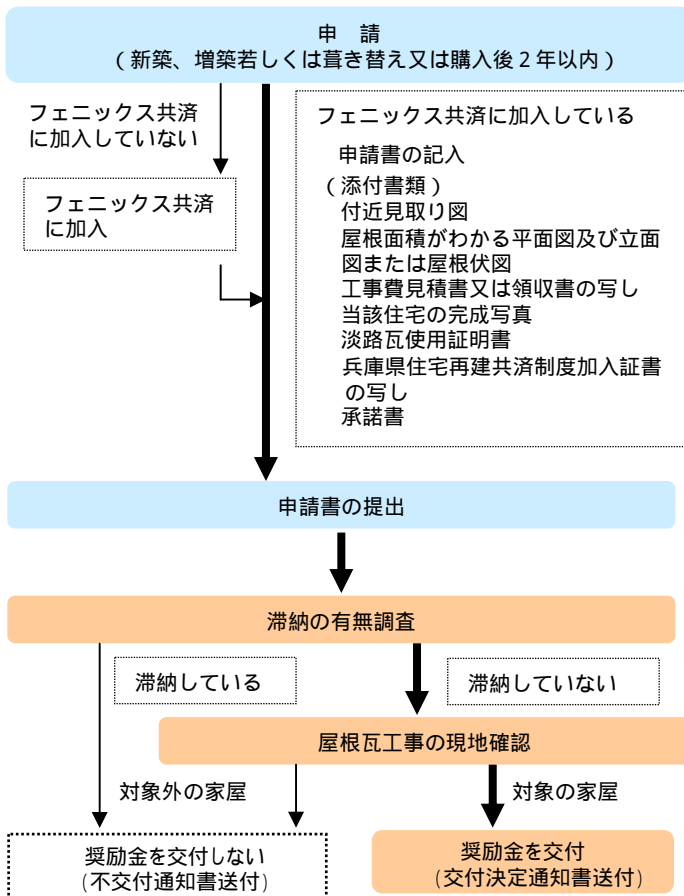 申　請
（新築、増築若しくは葺き替え又は購入後２年以内）
フェニックス共済
に加入していない
フェニックス共済
に加入
フェニックス共済に加入している
申請書の記入
（添付書類）
付近見取り図
屋根面積がわかる平面図及び立面
図または屋根伏図
工事費見積書又は領収書の写し
当該住宅の完成写真
淡路瓦使用証明書
兵庫県住宅再建共済制度加入証書
の写し
承諾書
申請書の提出
滞納の有無調査
滞納している
滞納していない
屋根瓦工事の現地確認
対象外の家屋
対象の家屋
奨励金を交付しない
(不交付通知書送付)
奨励金を交付
(交付決定通知書送付)